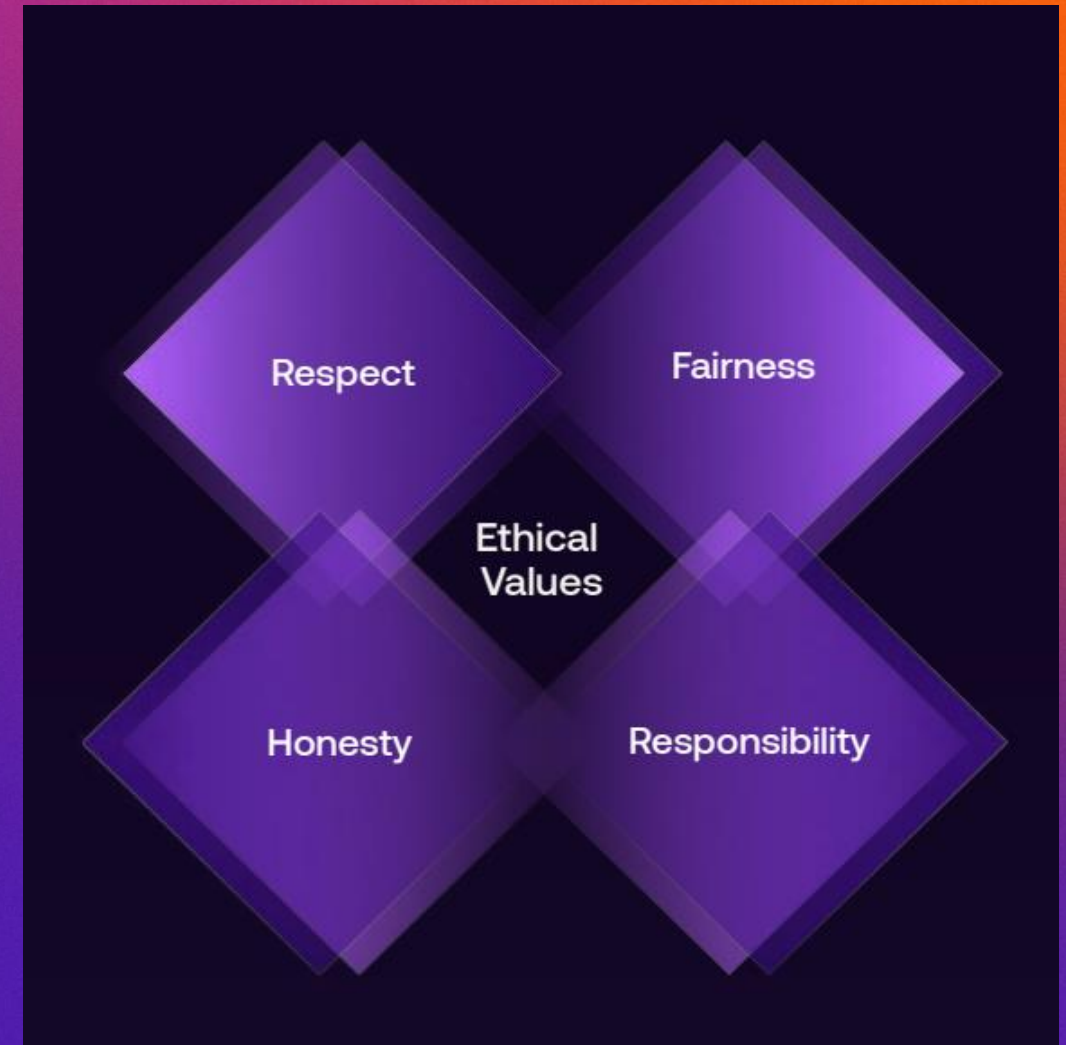 Respect
Fairness
Ethical
Values
Honesty
Responsibility